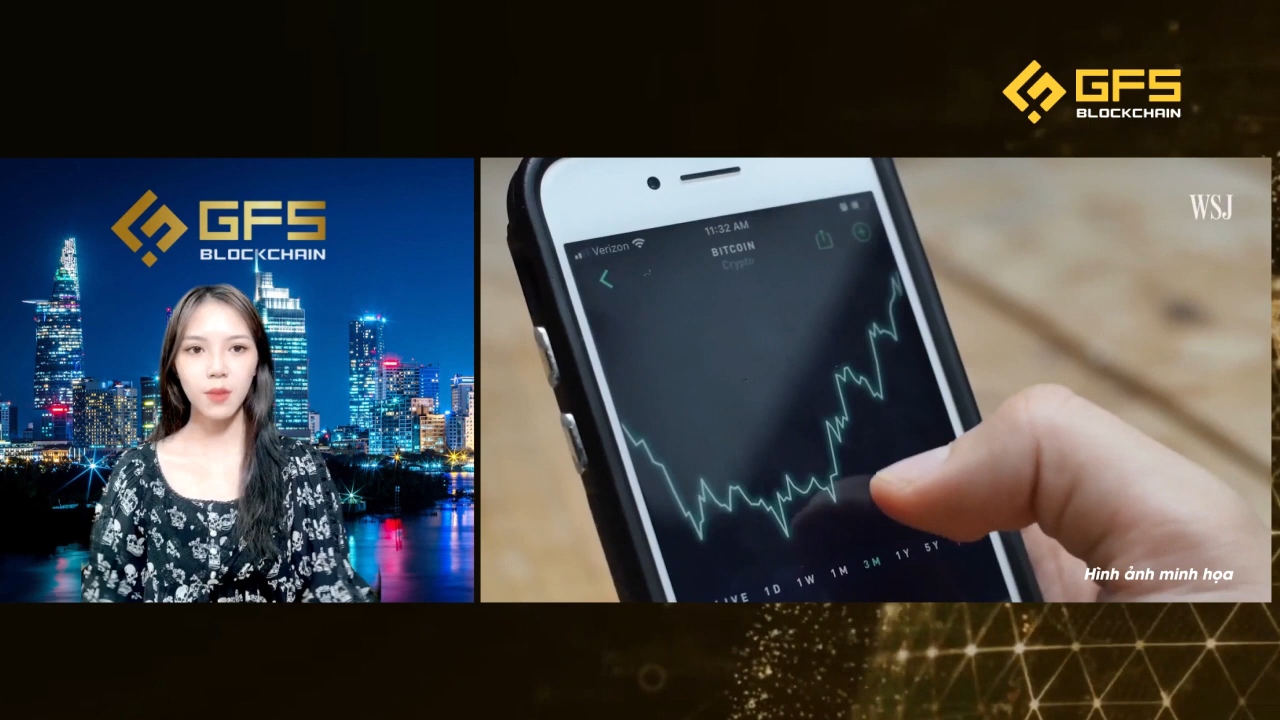 GFS
BLOCKCHAIN
GFS
BLOCKCHAIN
WSJ
Verizon
11:32 AM
BITCOIN
Crypto
1D 1W 1M 3M 1Y 5Y
Hình ảnh minh họa